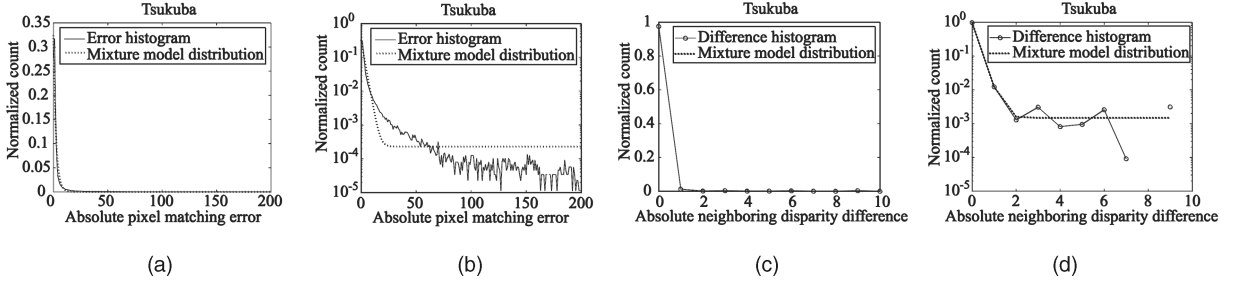 Tsukuba
Normalized count
0.35
0.3
0.25
0.2
0.15
0.1
0.05
0
Error histogram
Mixture model distribution
0 50 100 150 200
Absolute pixel matching error
(a)
Tsukuba
Normalized count
10^0
10^-1
10^-2
10^-3
10^-4
10^-5
Error histogram
Mixture model distribution
0 50 100 150 200
Absolute pixel matching error
(b)
Tsukuba
Normalized count
1
0.8
0.6
0.4
0.2
0
Difference histogram
Mixture model distribution
0 2 4 6 8 10
Absolute neighboring disparity difference
(c)
Tsukuba
Normalized count
10^0
10^-1
10^-2
10^-3
10^-4
10^-5
Difference histogram
Mixture model distribution
0 2 4 6 8 10
Absolute neighboring disparity difference
(d)